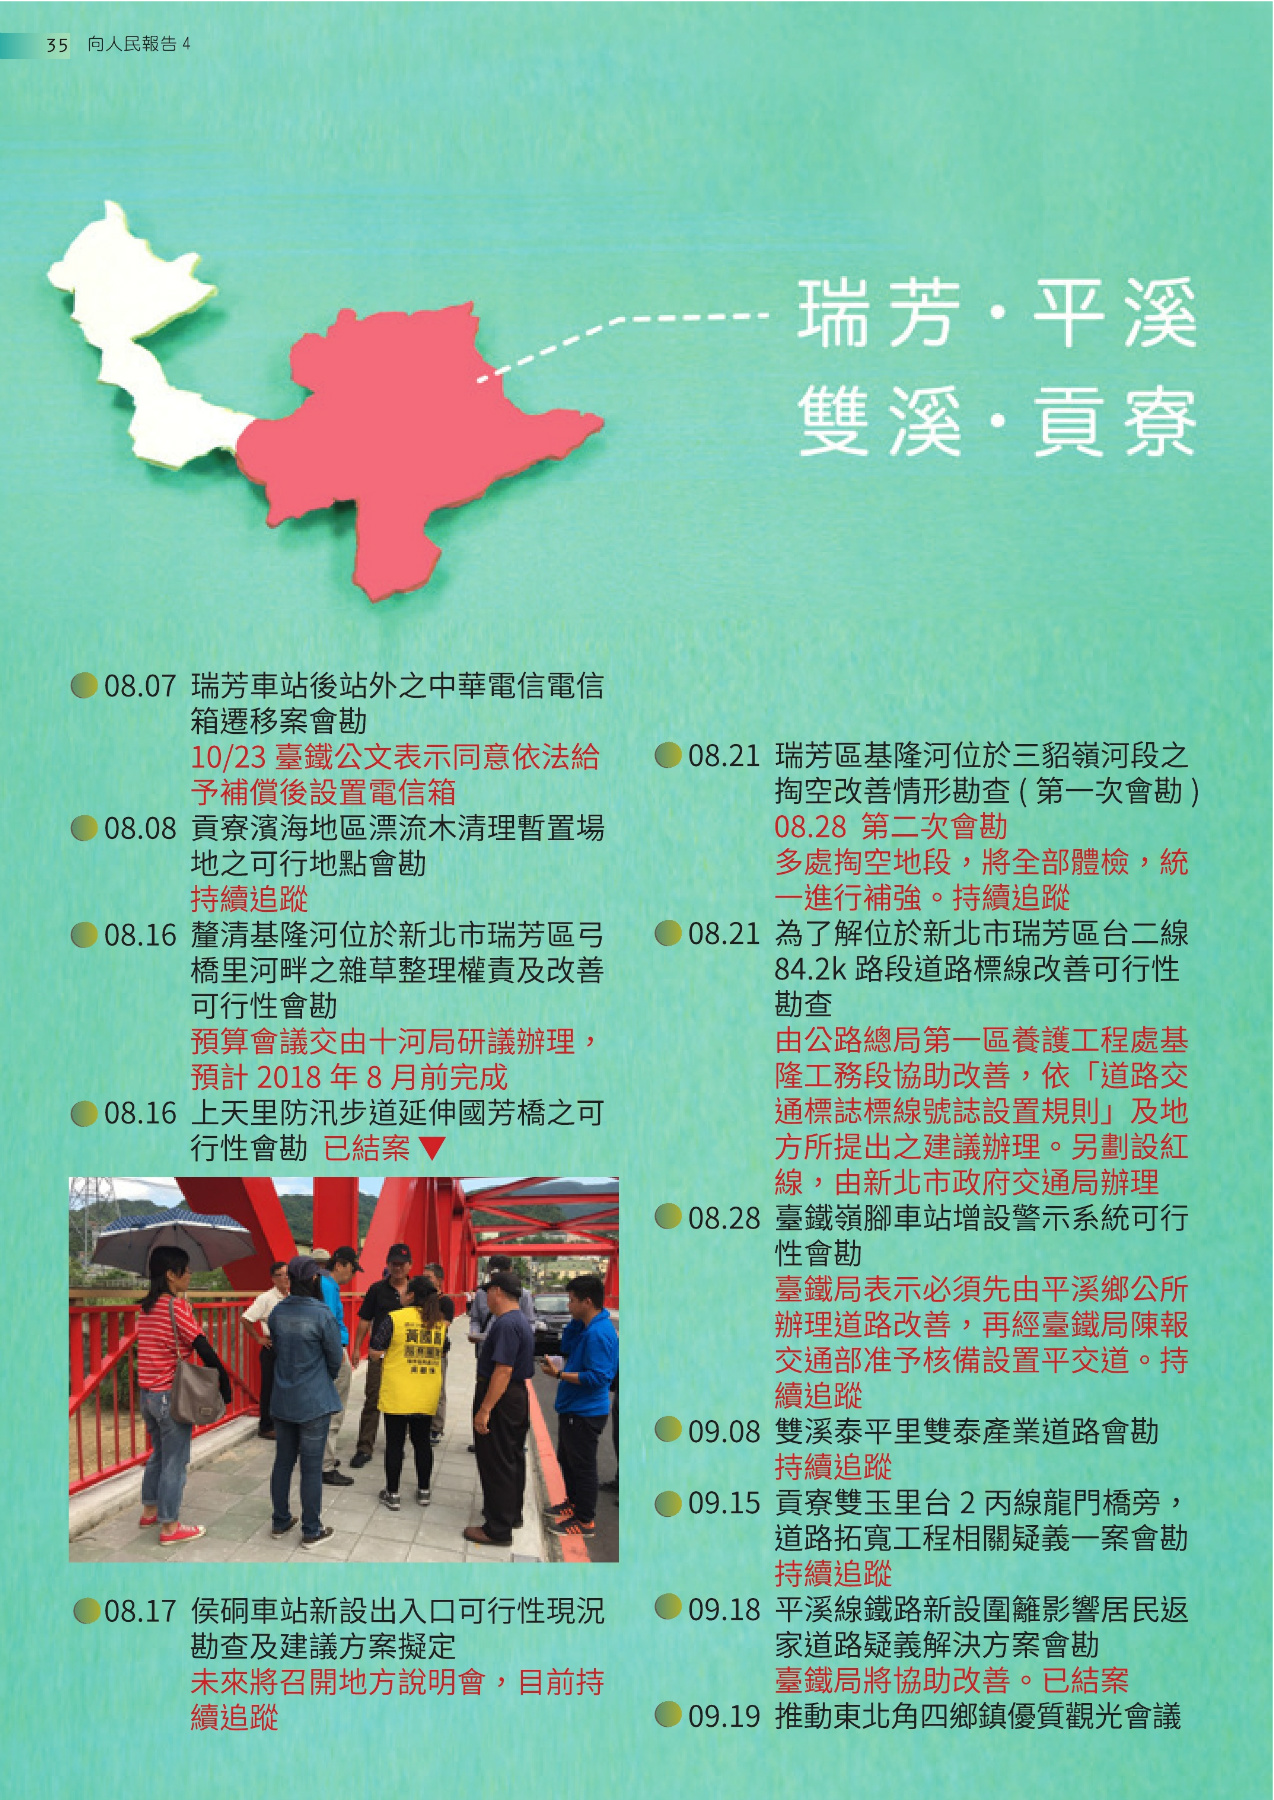 35 向人民報告 4
瑞芳・平溪
雙溪・貢寮
08.07 瑞芳車站後站外之中華電信電信
箱遷移案會勘
10/23 臺鐵公文表示同意依法給
予補償後設置電信箱
08.08 貢寮濱海地區漂流木清理暫置場
地之可行地點會勘
持續追蹤
08.16 釐清基隆河位於新北市瑞芳區弓
橋里河畔之雜草整理權責及改善
可行性會勘
預算會議交由十河局研議辦理，
預計 2018 年 8 月前完成
08.16 上天里防汛步道延伸國芳橋之可
行性會勘 已結案▼
黃國昌
08.17 侯硐車站新設出入口可行性現況
勘查及建議方案擬定
未來將召開地方說明會，目前持
續追蹤
08.21 瑞芳區基隆河位於三貂嶺河段之
掏空改善情形勘查 ( 第一次會勘 )
08.28 第二次會勘
多處掏空地段，將全部體檢，統
一進行補強。持續追蹤
08.21 為了解位於新北市瑞芳區台二線
84.2k 路段道路標線改善可行性
勘查
由公路總局第一區養護工程處基
隆工務段協助改善，依「道路交
通標誌標線號誌設置規則」及地
方所提出之建議辦理。另劃設紅
線，由新北市政府交通局辦理
08.28 臺鐵嶺腳車站增設警示系統可行
性會勘
臺鐵局表示必須先由平溪鄉公所
辦理道路改善，再經臺鐵局陳報
交通部准予核備設置平交道。持
續追蹤
09.08 雙溪泰平里雙泰產業道路會勘
持續追蹤
09.15 貢寮雙玉里台 2 丙線龍門橋旁，
道路拓寬工程相關疑義一案會勘
持續追蹤
09.18 平溪線鐵路新設圍籬影響居民返
家道路疑義解決方案會勘
臺鐵局將協助改善。已結案
09.19 推動東北角四鄉鎮優質觀光會議